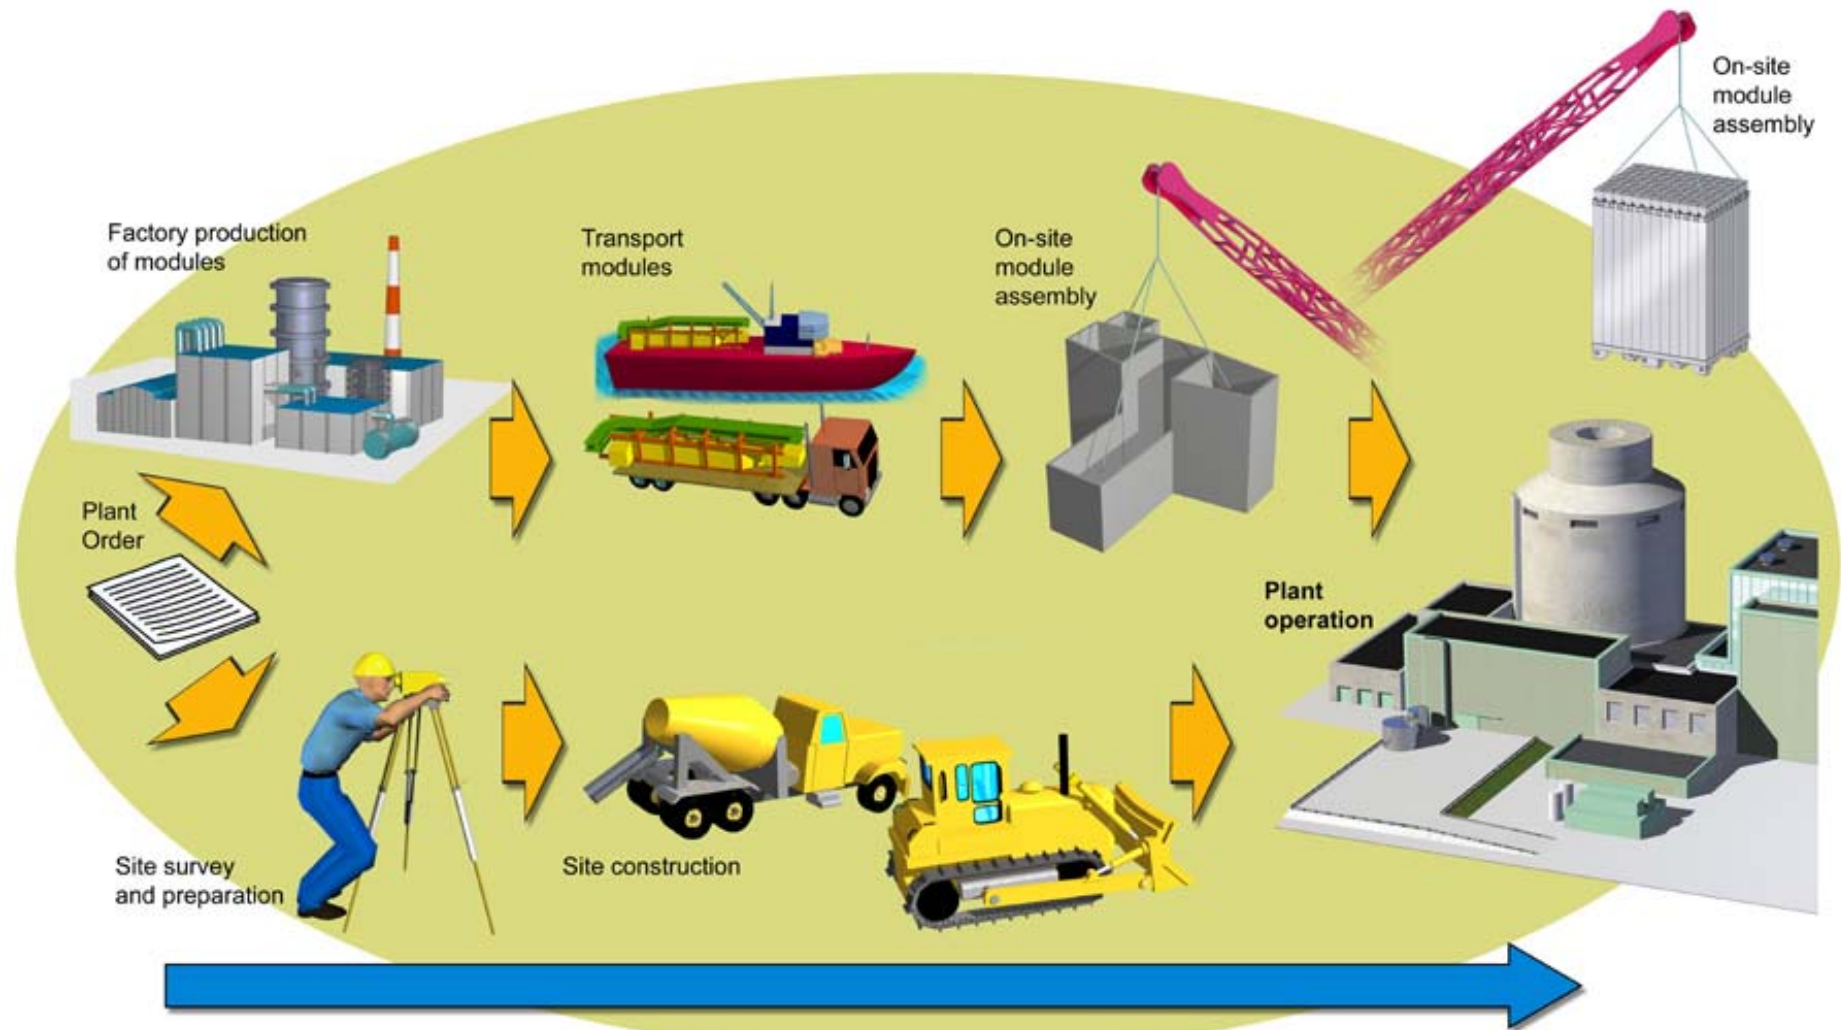 On-site
module
assembly
Factory production
of modules
Transport
modules
On-site
module
assembly
Plant
Order
Plant
operation
Site survey
and preparation
Site construction